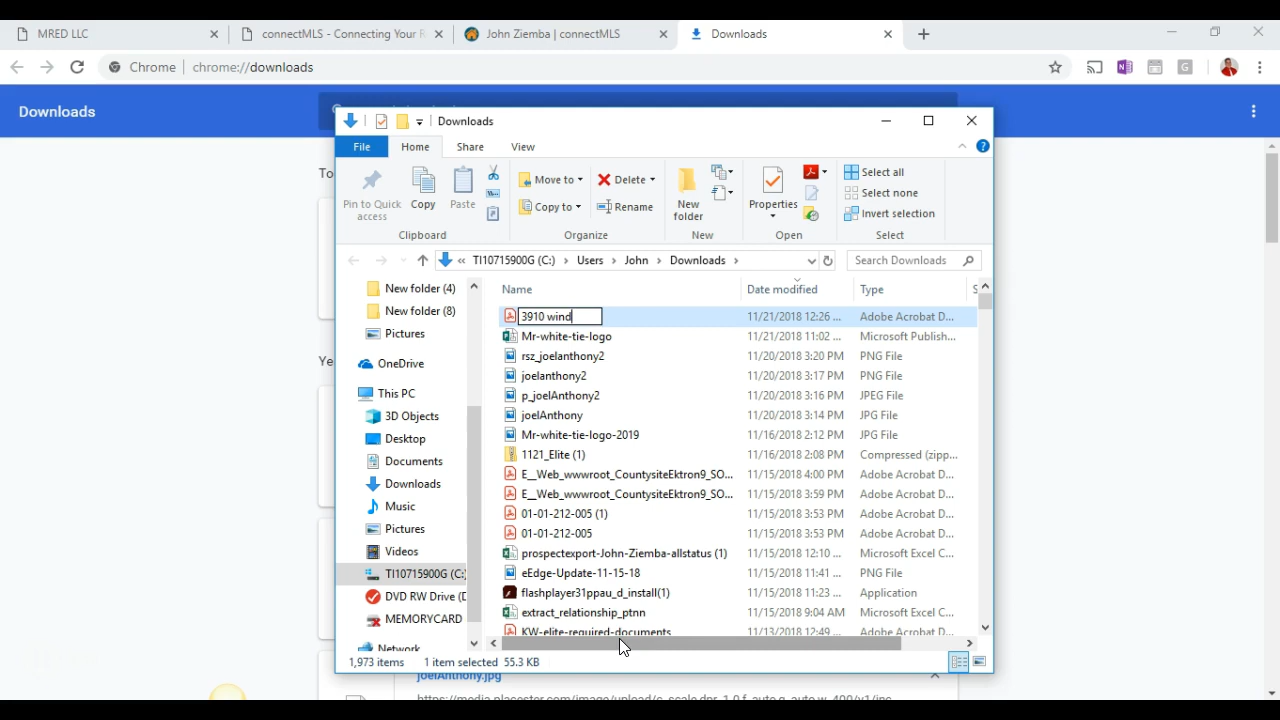 MRED LLC
connectMLS - Connecting Your R
John Ziemba | connectMLS
Downloads
Chrome
chrome://downloads
Downloads
Downloads
File
Home
Share
View
Pin to Quick access
Copy
Paste
Clipboard
Move to
Copy to
Delete
Rename
Organize
New folder
New
Properties
Open
Select all
Select none
Invert selection
Select
« TI10715900G (C:) > Users > John > Downloads >
Search Downloads
New folder (4)
New folder (8)
Pictures
OneDrive
This PC
3D Objects
Desktop
Documents
Downloads
Music
Pictures
Videos
TI10715900G (C:
DVD RW Drive (D
MEMORYCARD
Network
Name Date modified Type S
3910 wind 11/21/2018 12:26 ... Adobe Acrobat D...
Mr-white-tie-logo 11/21/2018 11:02 ... Microsoft Publish...
rsz_joelanthony2 11/20/2018 3:20 PM PNG File
joelanthony2 11/20/2018 3:17 PM PNG File
p_joelAnthony2 11/20/2018 3:16 PM JPEG File
joelAnthony 11/20/2018 3:14 PM JPG File
Mr-white-tie-logo-2019 11/16/2018 2:12 PM JPG File
1121_Elite (1) 11/16/2018 2:08 PM Compressed (zipp...
E__Web_wwwroot_CountysiteEktron9_SO... 11/15/2018 4:00 PM Adobe Acrobat D...
E__Web_wwwroot_CountysiteEktron9_SO... 11/15/2018 3:59 PM Adobe Acrobat D...
01-01-212-005 (1) 11/15/2018 3:53 PM Adobe Acrobat D...
01-01-212-005 11/15/2018 3:53 PM Adobe Acrobat D...
prospectexport-John-Ziemba-allstatus (1) 11/15/2018 12:10 ... Microsoft Excel C...
eEdge-Update-11-15-18 11/15/2018 11:41 ... PNG File
flashplayer31ppau_d_install(1) 11/15/2018 11:23 ... Application
extract_relationship_ptnn 11/15/2018 9:04 AM Microsoft Excel C...
KW-elite-required-documents 11/13/2018 12:49 ... Adobe Acrobat D...
1,973 items 1 item selected 55.3 KB
joelAnthony.jpg